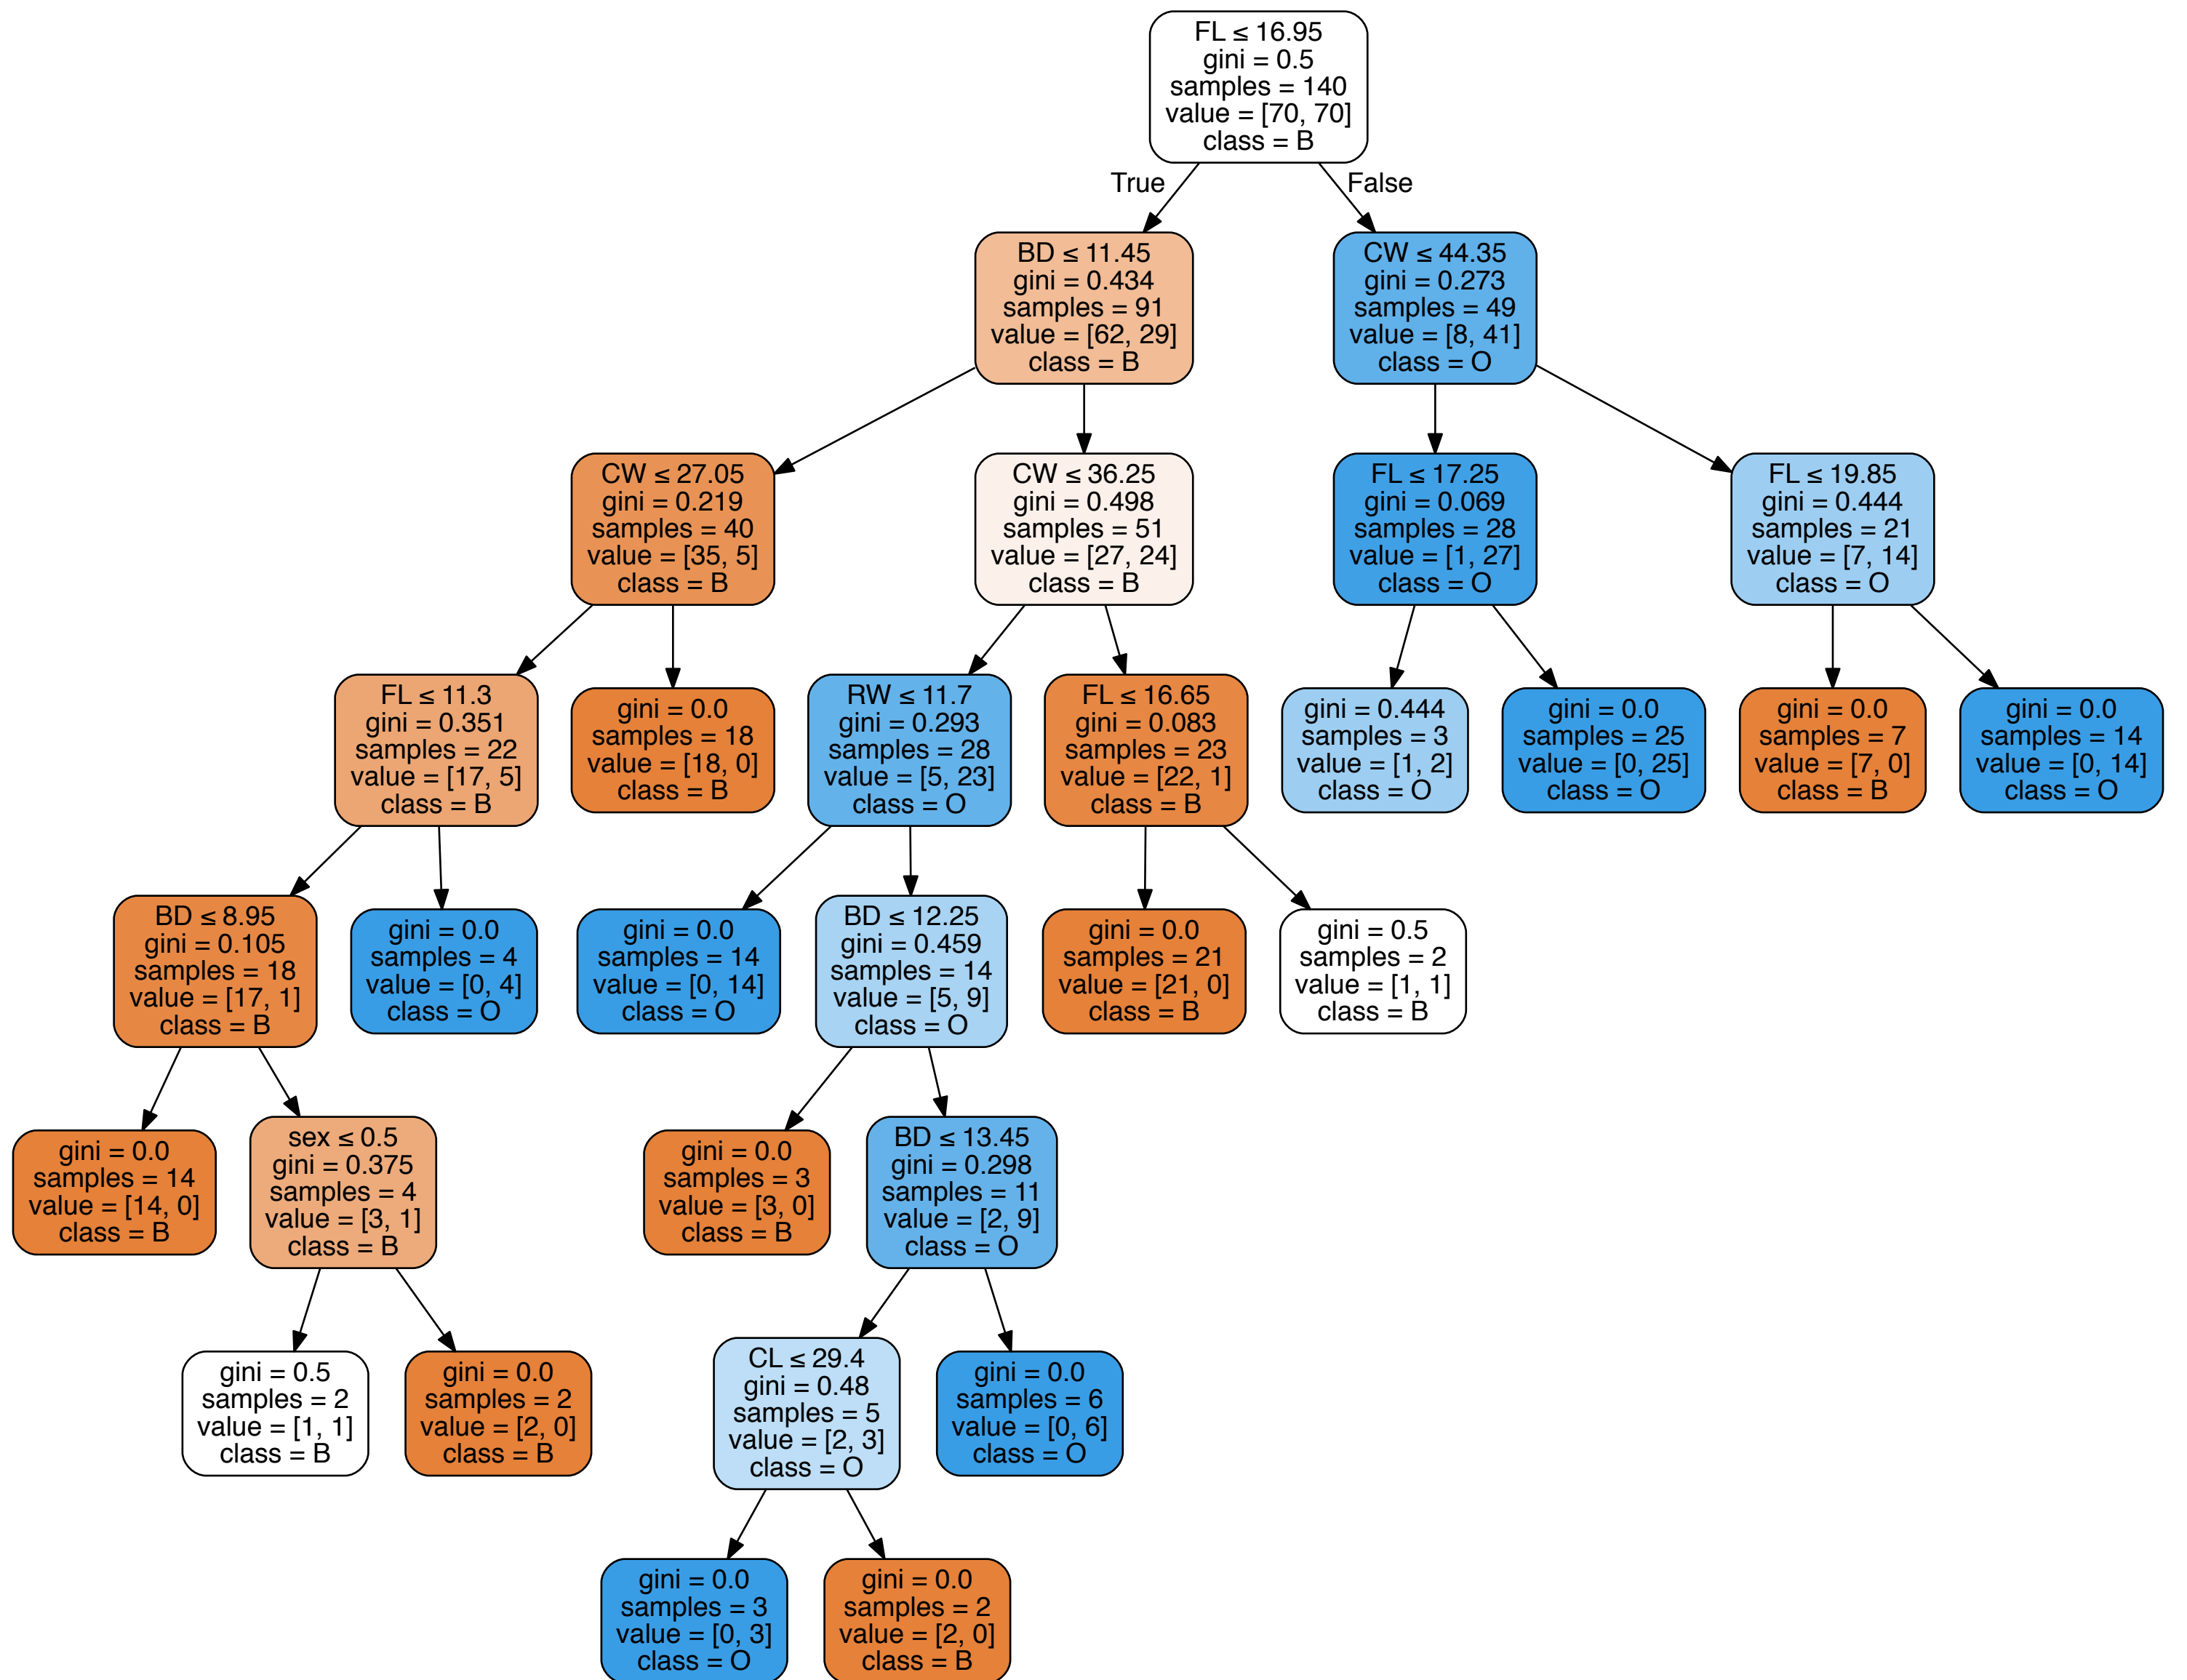 FL ≤ 16.95
gini = 0.5
samples = 140
value = [70, 70]
class = B
True
False
BD ≤ 11.45
gini = 0.434
samples = 91
value = [62, 29]
class = B
CW ≤ 44.35
gini = 0.273
samples = 49
value = [8, 41]
class = O
CW ≤ 27.05
gini = 0.219
samples = 40
value = [35, 5]
class = B
CW ≤ 36.25
gini = 0.498
samples = 51
value = [27, 24]
class = B
FL ≤ 17.25
gini = 0.069
samples = 28
value = [1, 27]
class = O
FL ≤ 19.85
gini = 0.444
samples = 21
value = [7, 14]
class = O
FL ≤ 11.3
gini = 0.351
samples = 22
value = [17, 5]
class = B
gini = 0.0
samples = 18
value = [18, 0]
class = B
RW ≤ 11.7
gini = 0.293
samples = 28
value = [5, 23]
class = O
FL ≤ 16.65
gini = 0.083
samples = 23
value = [22, 1]
class = B
gini = 0.444
samples = 3
value = [1, 2]
class = O
gini = 0.0
samples = 25
value = [0, 25]
class = O
gini = 0.0
samples = 7
value = [7, 0]
class = B
gini = 0.0
samples = 14
value = [0, 14]
class = O
BD ≤ 8.95
gini = 0.105
samples = 18
value = [17, 1]
class = B
gini = 0.0
samples = 4
value = [0, 4]
class = O
gini = 0.0
samples = 14
value = [0, 14]
class = O
BD ≤ 12.25
gini = 0.459
samples = 14
value = [5, 9]
class = O
gini = 0.0
samples = 21
value = [21, 0]
class = B
gini = 0.5
samples = 2
value = [1, 1]
class = B
gini = 0.0
samples = 14
value = [14, 0]
class = B
sex ≤ 0.5
gini = 0.375
samples = 4
value = [3, 1]
class = B
gini = 0.0
samples = 3
value = [3, 0]
class = B
BD ≤ 13.45
gini = 0.298
samples = 11
value = [2, 9]
class = O
gini = 0.5
samples = 2
value = [1, 1]
class = B
gini = 0.0
samples = 2
value = [2, 0]
class = B
CL ≤ 29.4
gini = 0.48
samples = 5
value = [2, 3]
class = O
gini = 0.0
samples = 6
value = [0, 6]
class = O
gini = 0.0
samples = 3
value = [0, 3]
class = O
gini = 0.0
samples = 2
value = [2, 0]
class = B